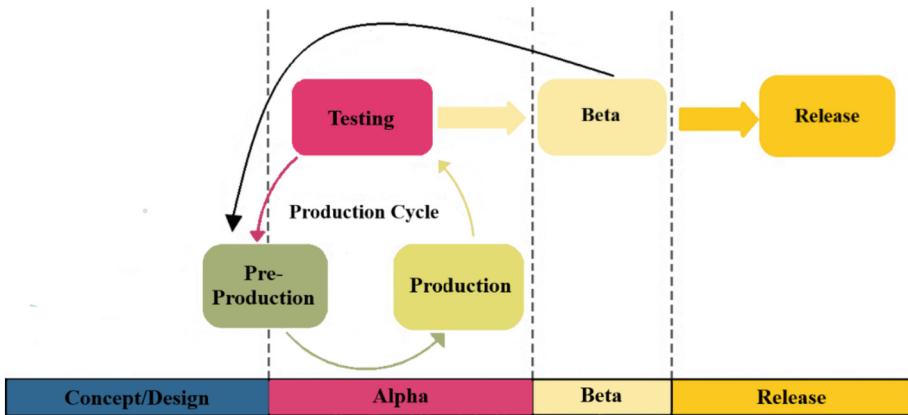 Testing
Beta
Release
Production Cycle
Pre-
Production
Production
Concept/Design
Alpha
Beta
Release